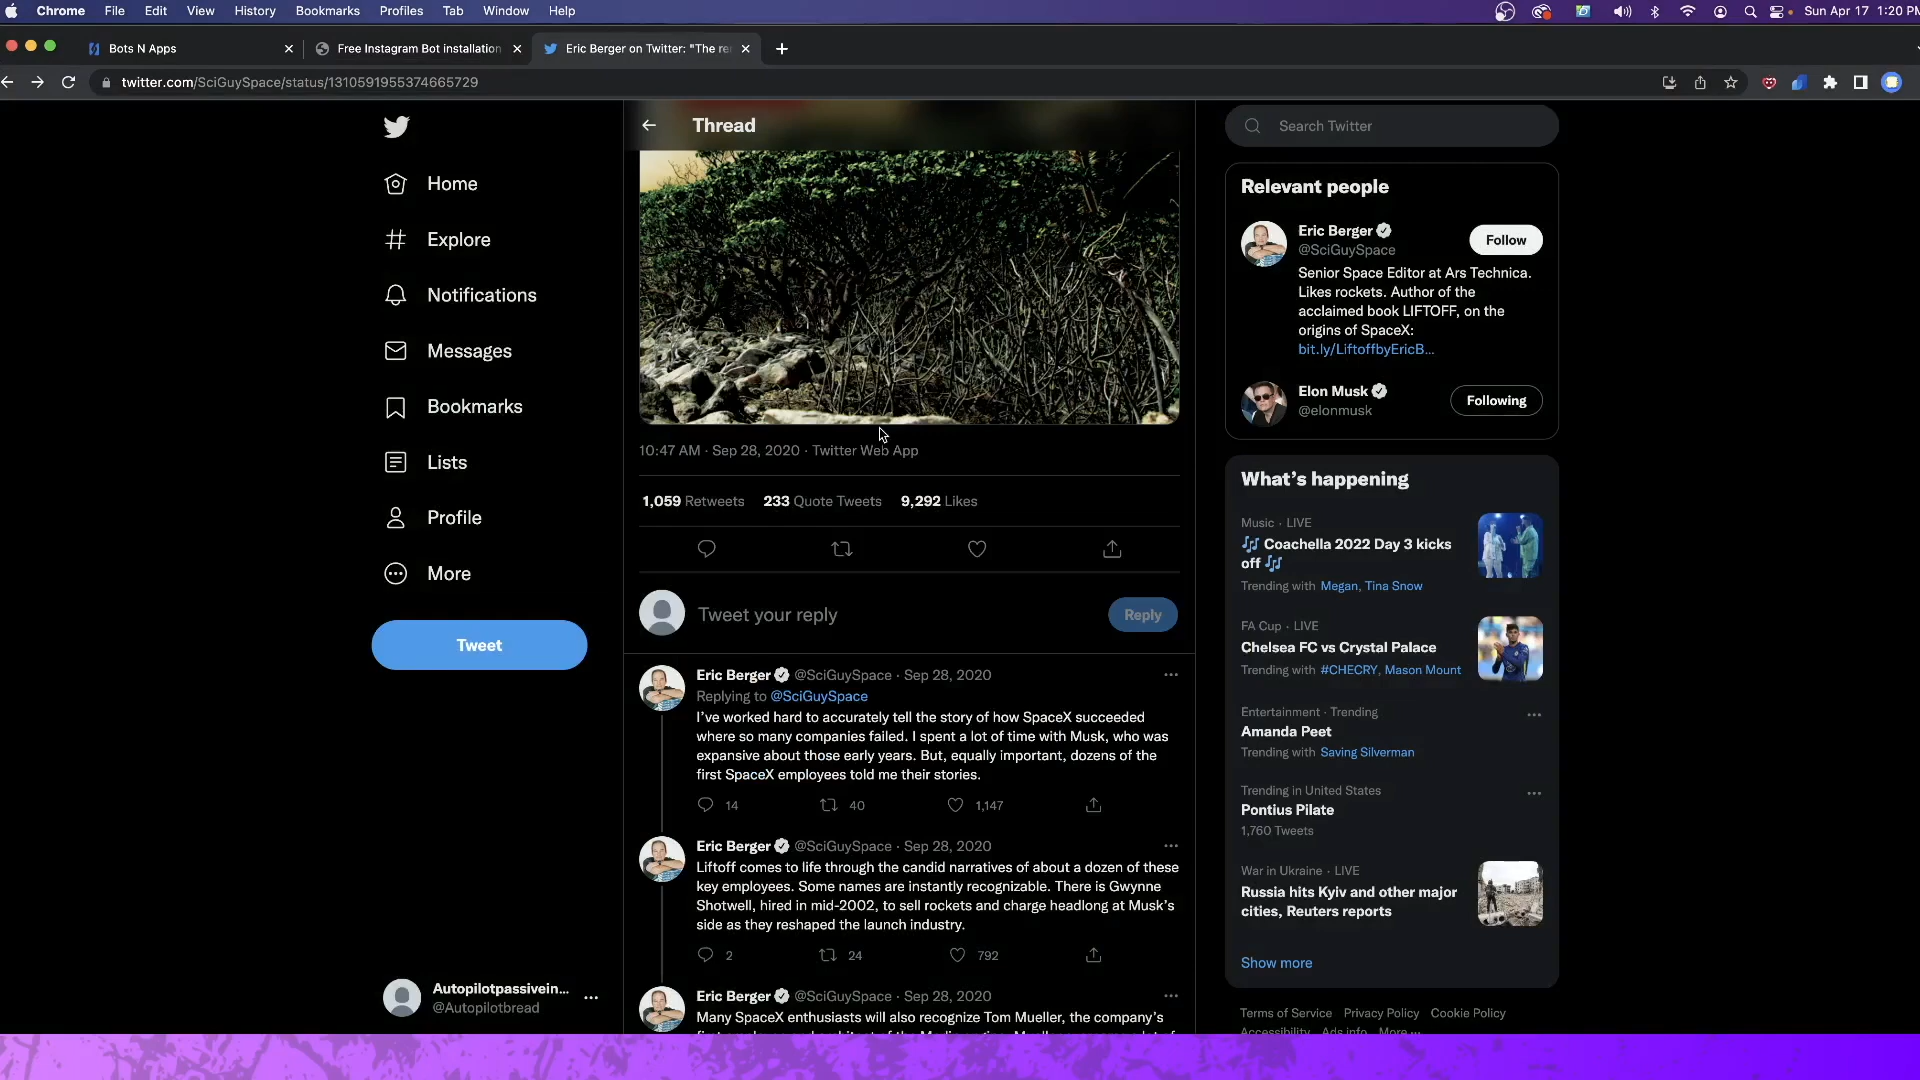 Chrome File Edit View History Bookmarks Profiles Tab Window Help
Sun Apr 17 1:20 PM
Bots N Apps
Free Instagram Bot installation
Eric Berger on Twitter: "The re
twitter.com/SciGuySpace/status/1310591955374665729
Home
Explore
Notifications
Messages
Bookmarks
Lists
Profile
More
Tweet
Autopilotpassivein...
@Autopilotbread
Thread
10:47 AM · Sep 28, 2020 · Twitter Web App
1,059 Retweets 233 Quote Tweets 9,292 Likes
Tweet your reply
Reply
Eric Berger @SciGuySpace · Sep 28, 2020
Replying to @SciGuySpace
I've worked hard to accurately tell the story of how SpaceX succeeded
where so many companies failed. I spent a lot of time with Musk, who was
expansive about those early years. But, equally important, dozens of the
first SpaceX employees told me their stories.
14 40 1,147
Eric Berger @SciGuySpace · Sep 28, 2020
Liftoff comes to life through the candid narratives of about a dozen of these
key employees. Some names are instantly recognizable. There is Gwynne
Shotwell, hired in mid-2002, to sell rockets and charge headlong at Musk's
side as they reshaped the launch industry.
2 24 792
Eric Berger @SciGuySpace · Sep 28, 2020
Many SpaceX enthusiasts will also recognize Tom Mueller, the company's
Search Twitter
Relevant people
Eric Berger
@SciGuySpace
Follow
Senior Space Editor at Ars Technica.
Likes rockets. Author of the
acclaimed book LIFTOFF, on the
origins of SpaceX:
bit.ly/LiftoffbyEricB...
Elon Musk
@elonmusk
Following
What's happening
Music · LIVE
🎶 Coachella 2022 Day 3 kicks
off 🎶
Trending with Megan, Tina Snow
FA Cup · LIVE
Chelsea FC vs Crystal Palace
Trending with #CHECRY, Mason Mount
Entertainment · Trending
Amanda Peet
Trending with Saving Silverman
Trending in United States
Pontius Pilate
1,760 Tweets
War in Ukraine · LIVE
Russia hits Kyiv and other major
cities, Reuters reports
Show more
Terms of Service Privacy Policy Cookie Policy
Accessibility Ads info More ...